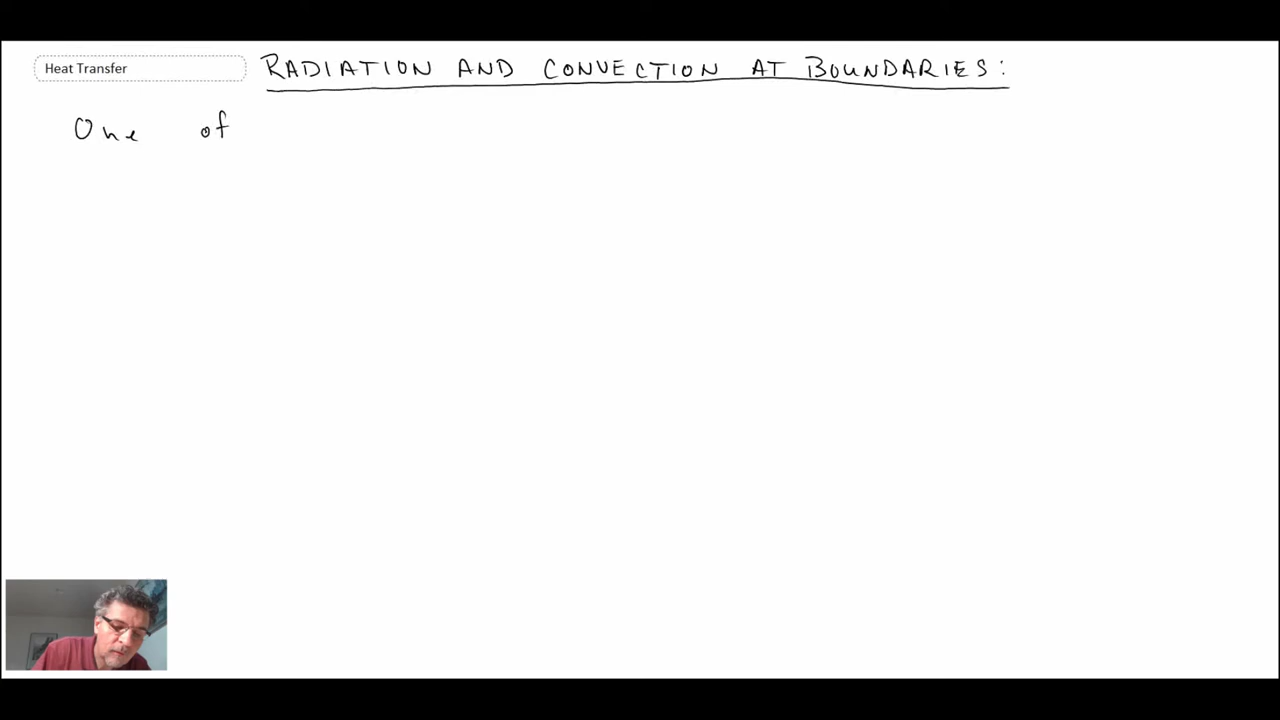 Heat Transfer
RADIATION AND CONVECTION AT BOUNDARIES:
One of